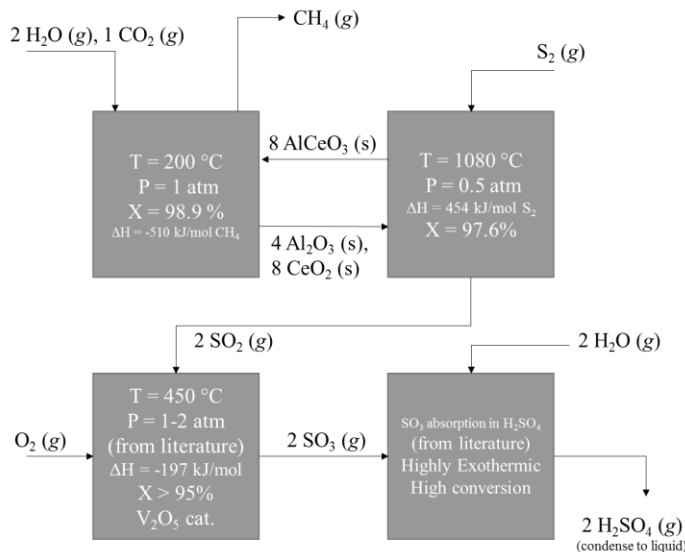 CH₄ (g)
2 H₂O (g), 1 CO₂ (g)
S₂ (g)
T = 200 °C
P = 1 atm
X = 98.9 %
ΔH = -510 kJ/mol CH₄
8 AlCeO₃ (s)
4 Al₂O₃ (s),
8 CeO₂ (s)
T = 1080 °C
P = 0.5 atm
ΔH = 454 kJ/mol S₂
X = 97.6%
2 SO₂ (g)
2 H₂O (g)
O₂ (g)
T = 450 °C
P = 1-2 atm
(from literature)
ΔH = -197 kJ/mol
X > 95%
V₂O₅ cat.
2 SO₃ (g)
SO₃ absorption in H₂SO₄
(from literature)
Highly Exothermic
High conversion
2 H₂SO₄ (g)
(condense to liquid)